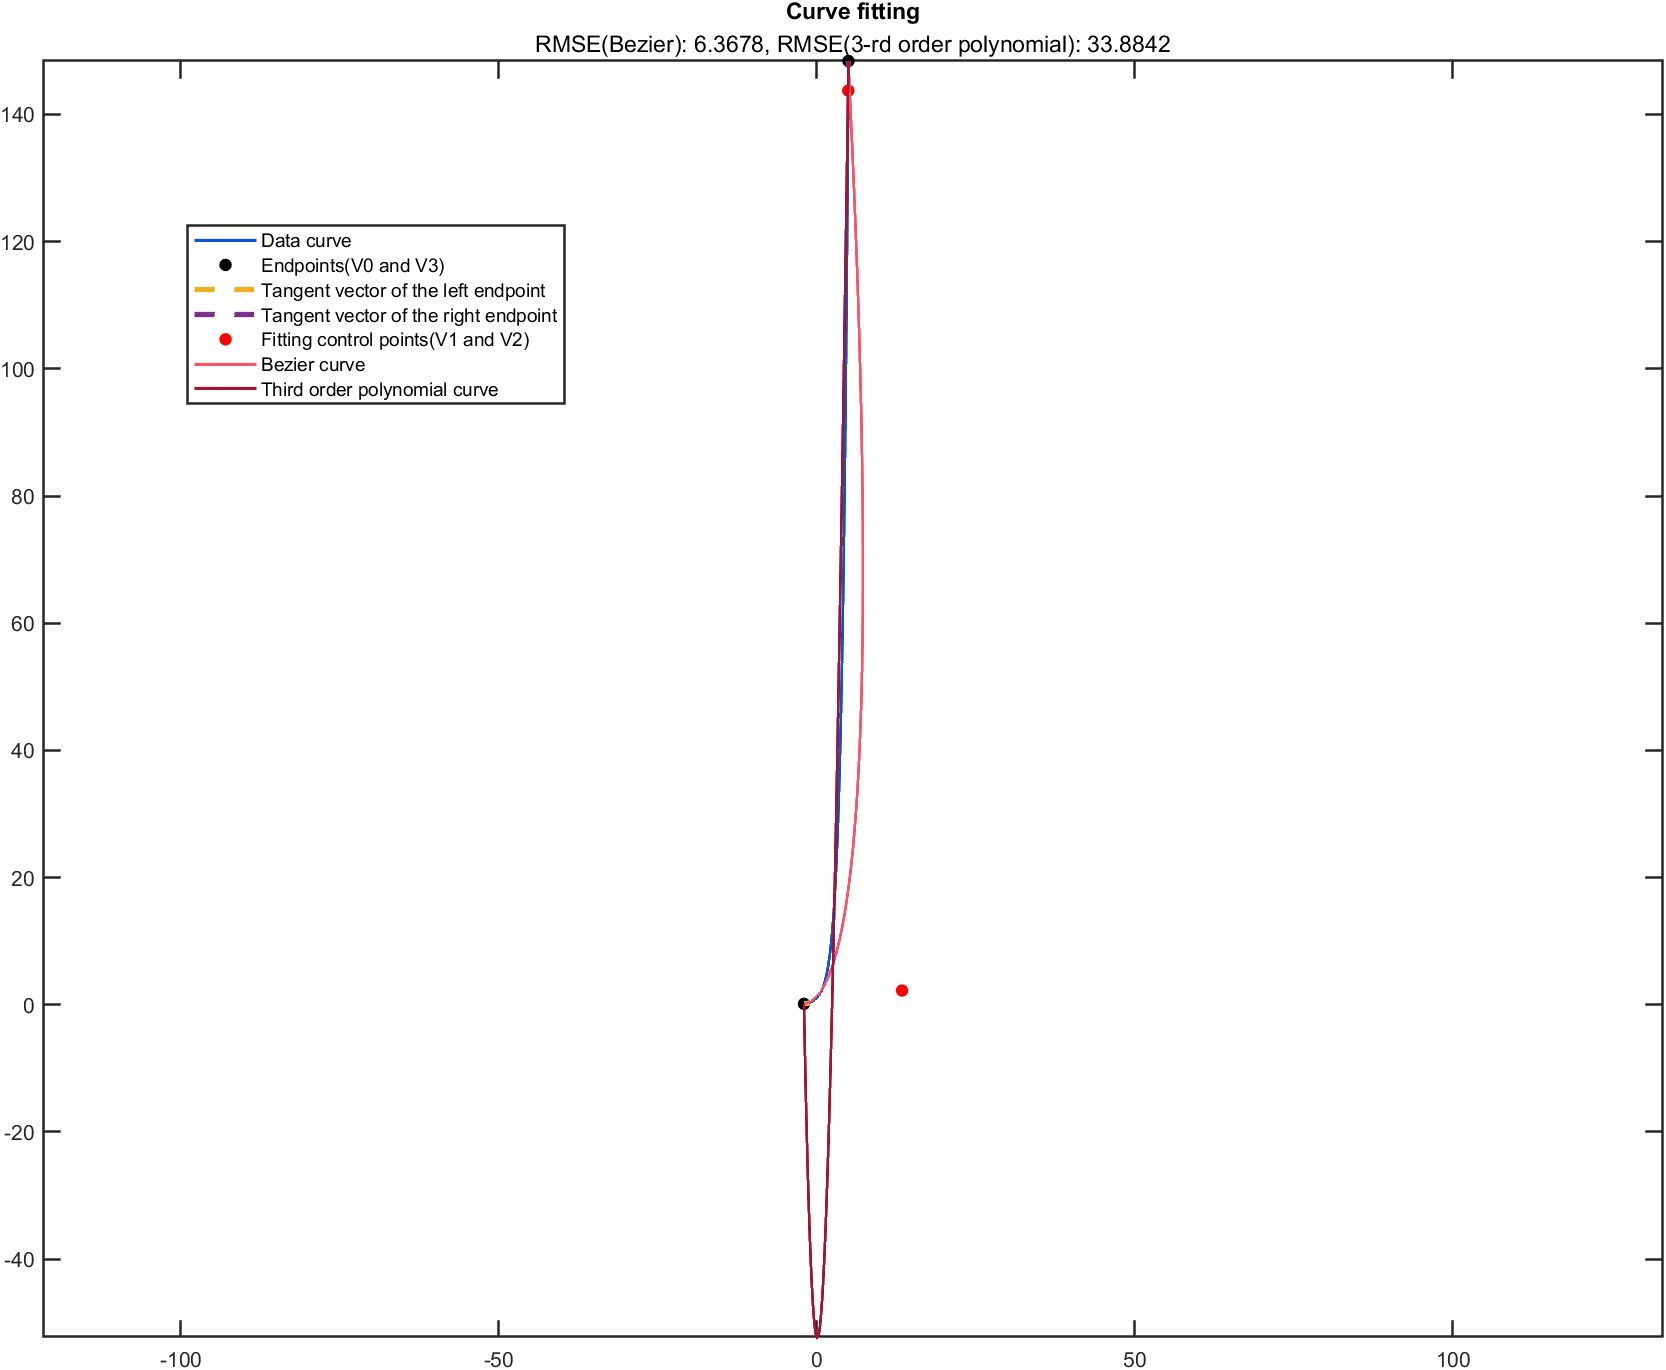 Curve fitting
RMSE(Bezier): 6.3678, RMSE(3-rd order polynomial): 33.8842
140
120
100
80
60
40
20
0
-20
-40
Data curve
Endpoints(V0 and V3)
Tangent vector of the left endpoint
Tangent vector of the right endpoint
Fitting control points(V1 and V2)
Bezier curve
Third order polynomial curve
-100 -50 0 50 100